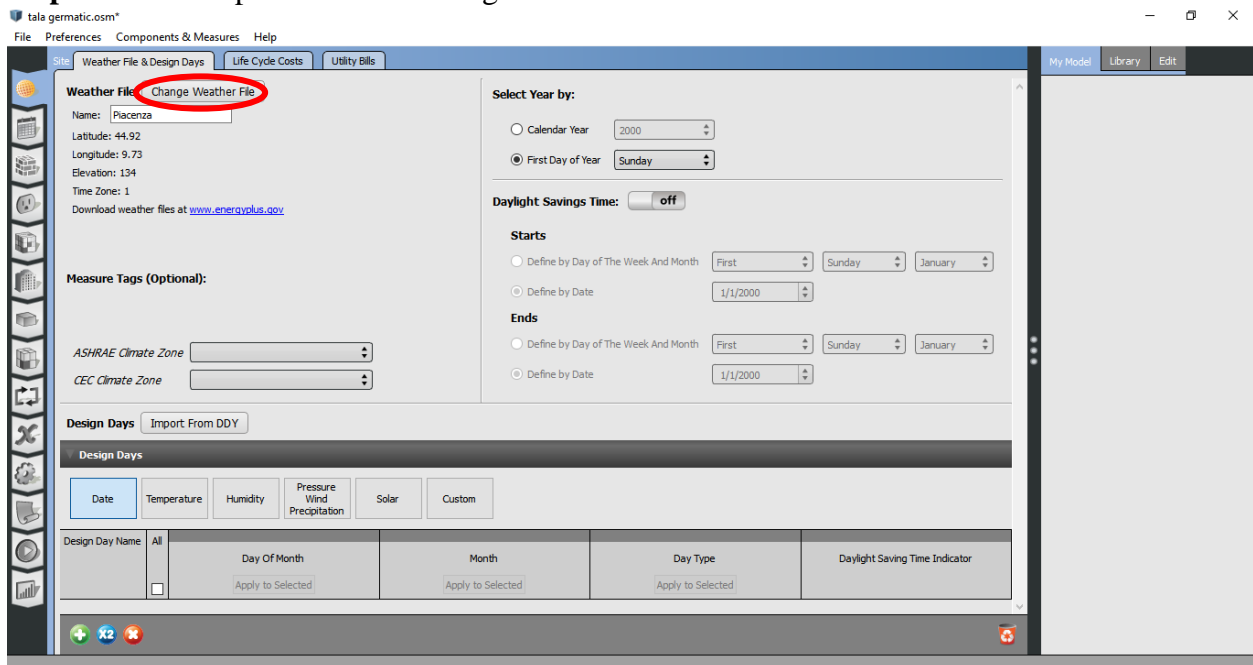 tala germatic.osm*
File Preferences Components & Measures Help
Site Weather File & Design Days Life Cycle Costs Utility Bills
My Model Library Edit
Weather File Change Weather File
Name: Piacenza
Latitude: 44.92
Longitude: 9.73
Elevation: 134
Time Zone: 1
Download weather files at www.energyplus.gov
Measure Tags (Optional):
ASHRAE Climate Zone
CEC Climate Zone
Select Year by:
Calendar Year 2000
First Day of Year Sunday
Daylight Savings Time: off
Starts
Define by Day of The Week And Month First Sunday January
Define by Date 1/1/2000
Ends
Define by Day of The Week And Month First Sunday January
Define by Date 1/1/2000
Design Days Import From DDY
Design Days
Date Temperature Humidity Pressure Wind Precipitation Solar Custom
Design Day Name All Day Of Month Month Day Type Daylight Saving Time Indicator
Apply to Selected Apply to Selected Apply to Selected
X2